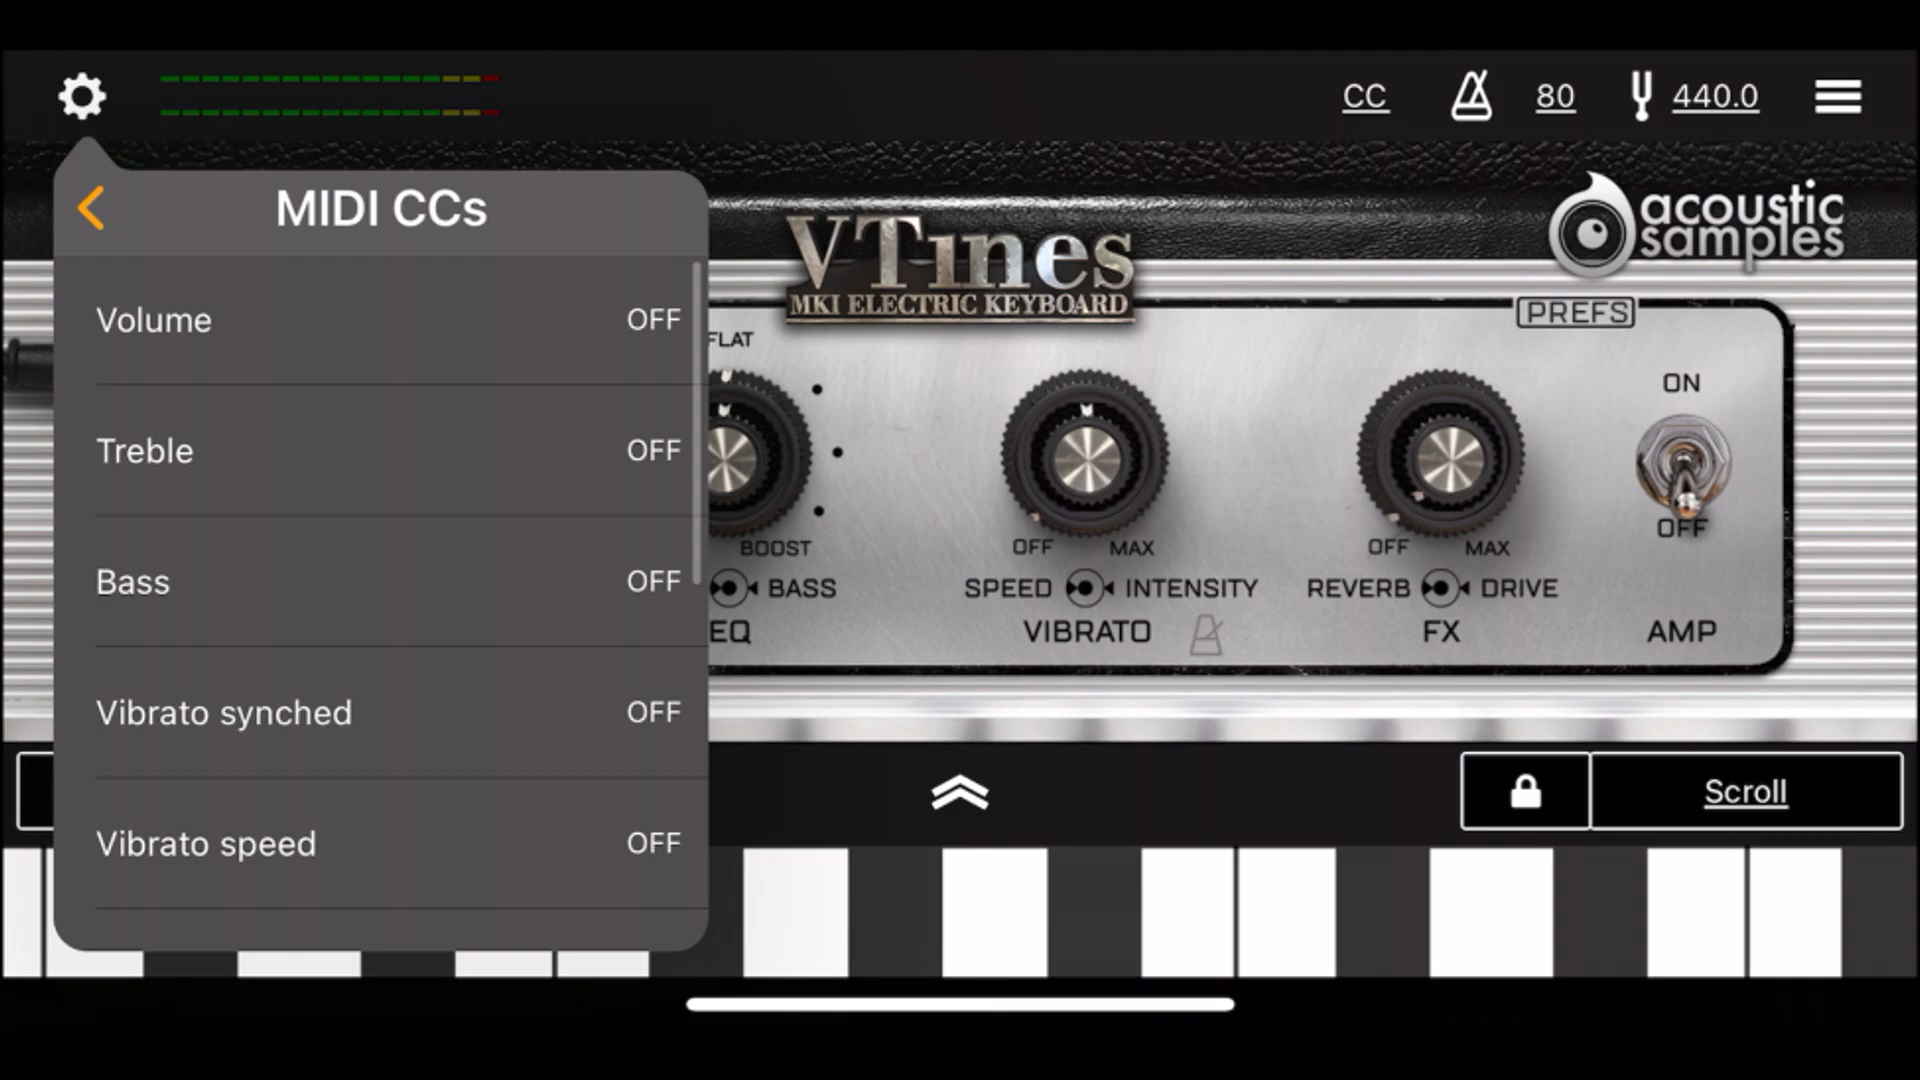 CC
80
440.0
MIDI CCs
Volume OFF
Treble OFF
Bass OFF
Vibrato synched OFF
Vibrato speed OFF
VTines
MKI ELECTRIC KEYBOARD
acoustic
samples
PREFS
FLAT
BOOST
BASS
EQ
OFF MAX
SPEED INTENSITY
VIBRATO
OFF MAX
REVERB DRIVE
FX
ON
OFF
AMP
Scroll